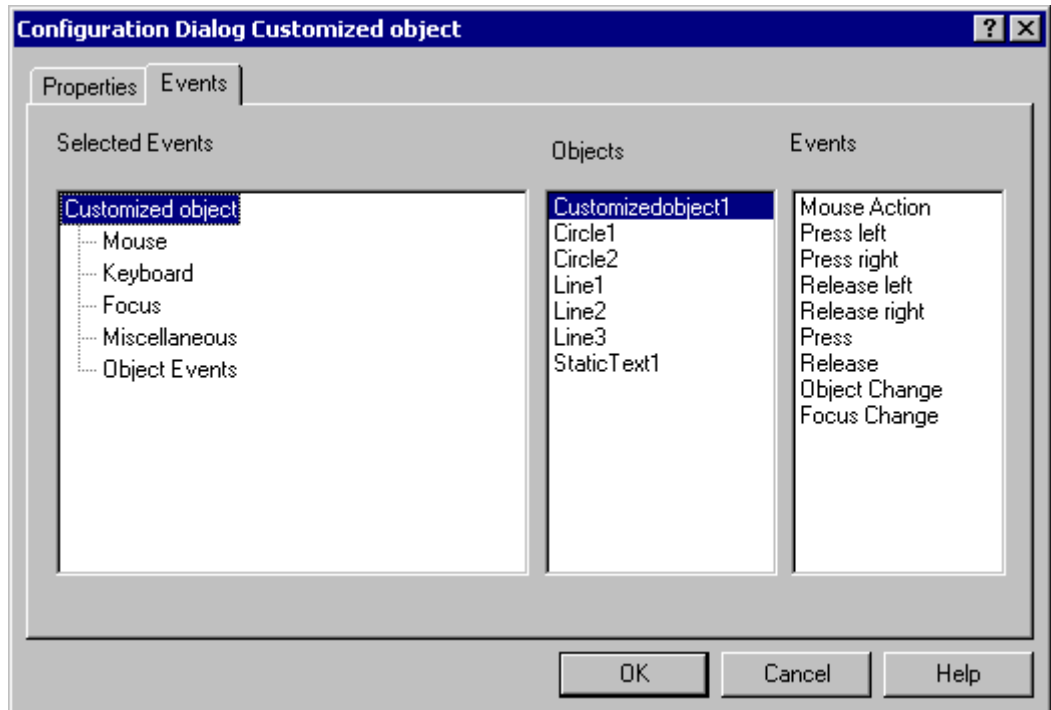 Configuration Dialog Customized object
Properties
Events
Selected Events
Customized object
Mouse
Keyboard
Focus
Miscellaneous
Object Events
Objects
Customizedobject1
Circle1
Circle2
Line1
Line2
Line3
StaticText1
Events
Mouse Action
Press left
Press right
Release left
Release right
Press
Release
Object Change
Focus Change
OK
Cancel
Help